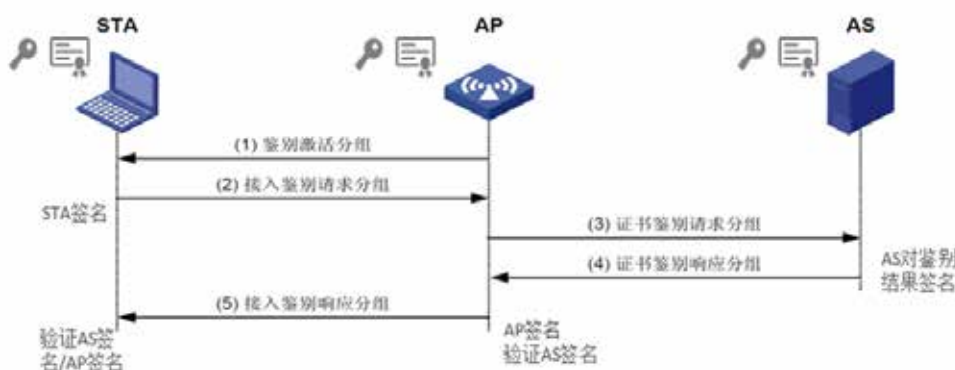 STA
AP
AS
(1) 鉴别激活分组
(2) 接入鉴别请求分组
STA签名
(3) 证书鉴别请求分组
(4) 证书鉴别响应分组
AS对鉴别
结果签名
(5) 接入鉴别响应分组
验证AS签
名/AP签名
AP签名
验证AS签名